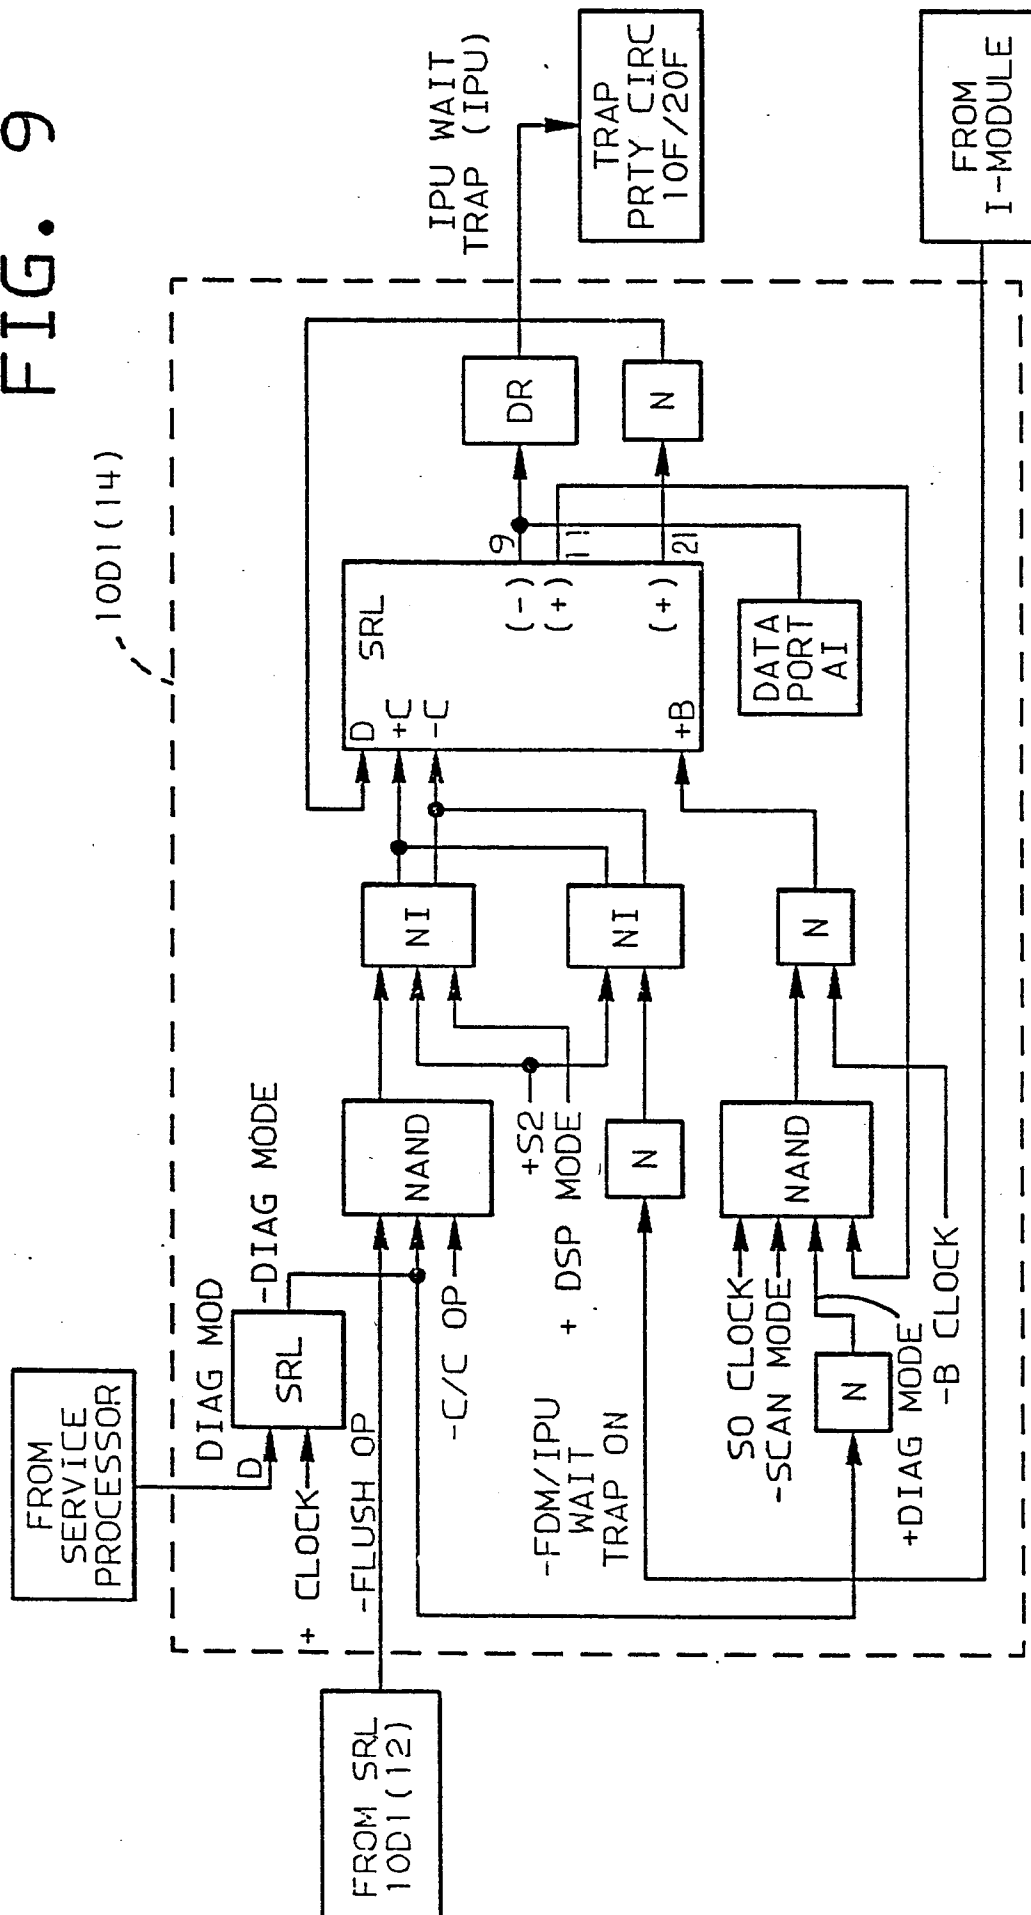 FIG. 9
10D1(14)
FROM
SERVICE
PROCESSOR
DIAG MOD
-DIAG MODE
D
SRL
+ CLOCK
-FLUSH OP
FROM SRL
10D1(12)
NAND
-C/C OP
+S2
+ DSP MODE
NI
NI
N
-FDM/IPU
WAIT
TRAP ON
D
+C
-C
+B
SRL
(-)
(+)
(+)
9
11
21
DR
N
IPU WAIT
TRAP (IPU)
TRAP
PRTY CIRC
10F/20F
DATA
PORT
AI
SO CLOCK
-SCAN MODE
+DIAG MODE
-B CLOCK
N
NAND
N
FROM
I-MODULE